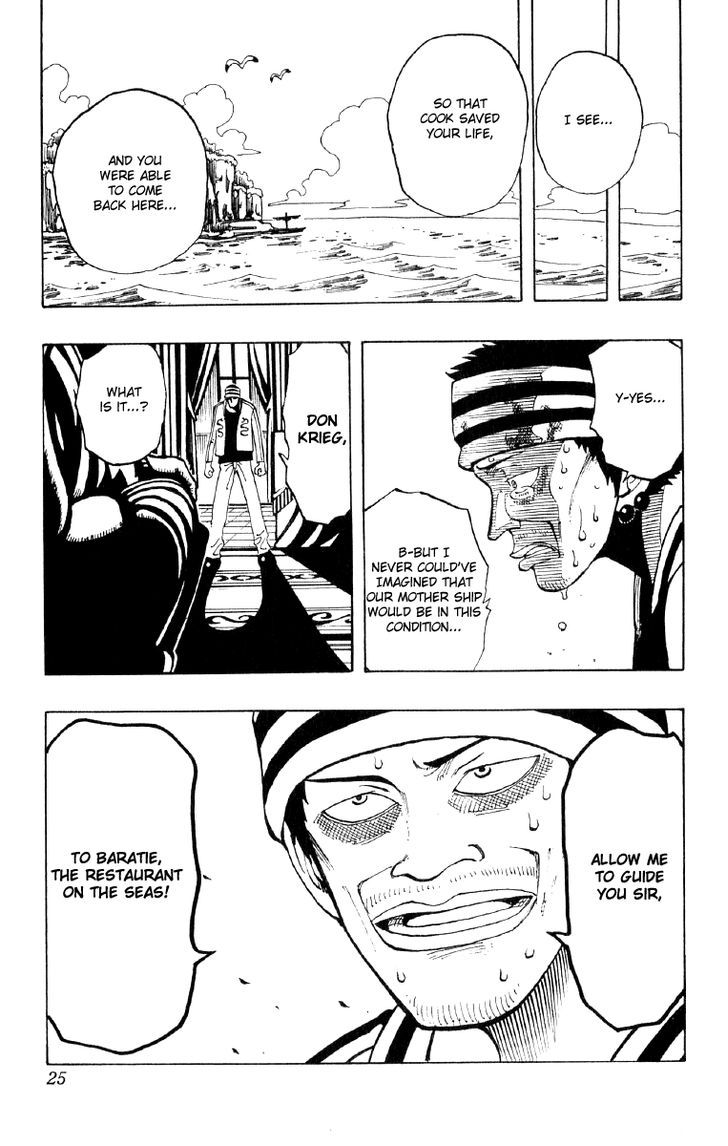 I SEE...
SO THAT
COOK SAVED
YOUR LIFE,
AND YOU
WERE ABLE
TO COME
BACK HERE...
Y-YES...
B-BUT I
NEVER COULD'VE
IMAGINED THAT
OUR MOTHER SHIP
WOULD BE IN THIS
CONDITION...
DON
KRIEG,
WHAT
IS IT...?
ALLOW ME
TO GUIDE
YOU SIR,
TO BARATIE,
THE RESTAURANT
ON THE SEAS!
25